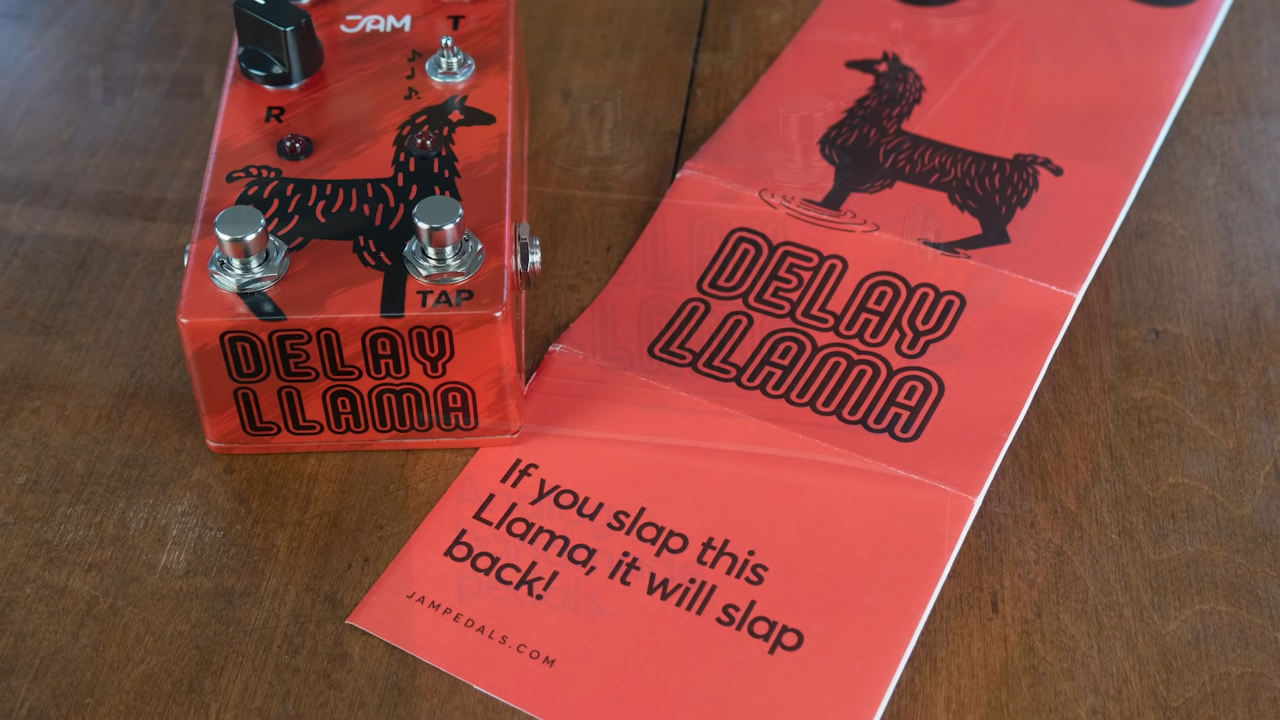 JAM
T
R
TAP
DELAY
LLAMA
DELAY
LLAMA
If you slap this
Llama, it will slap
back!
JAMPEDALS.COM